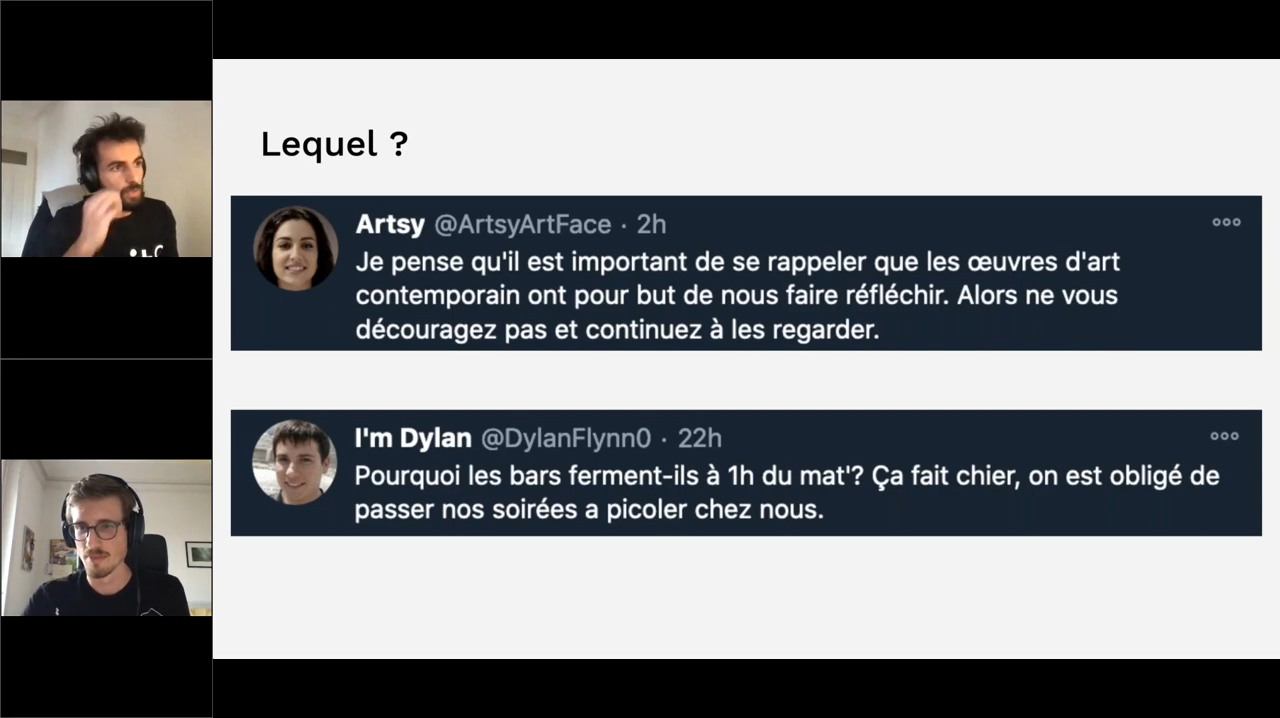 Lequel ?
Artsy @ArtsyArtFace · 2h
Je pense qu'il est important de se rappeler que les œuvres d'art
contemporain ont pour but de nous faire réfléchir. Alors ne vous
découragez pas et continuez à les regarder.
I'm Dylan @DylanFlynn0 · 22h
Pourquoi les bars ferment-ils à 1h du mat'? Ça fait chier, on est obligé de
passer nos soirées a picoler chez nous.